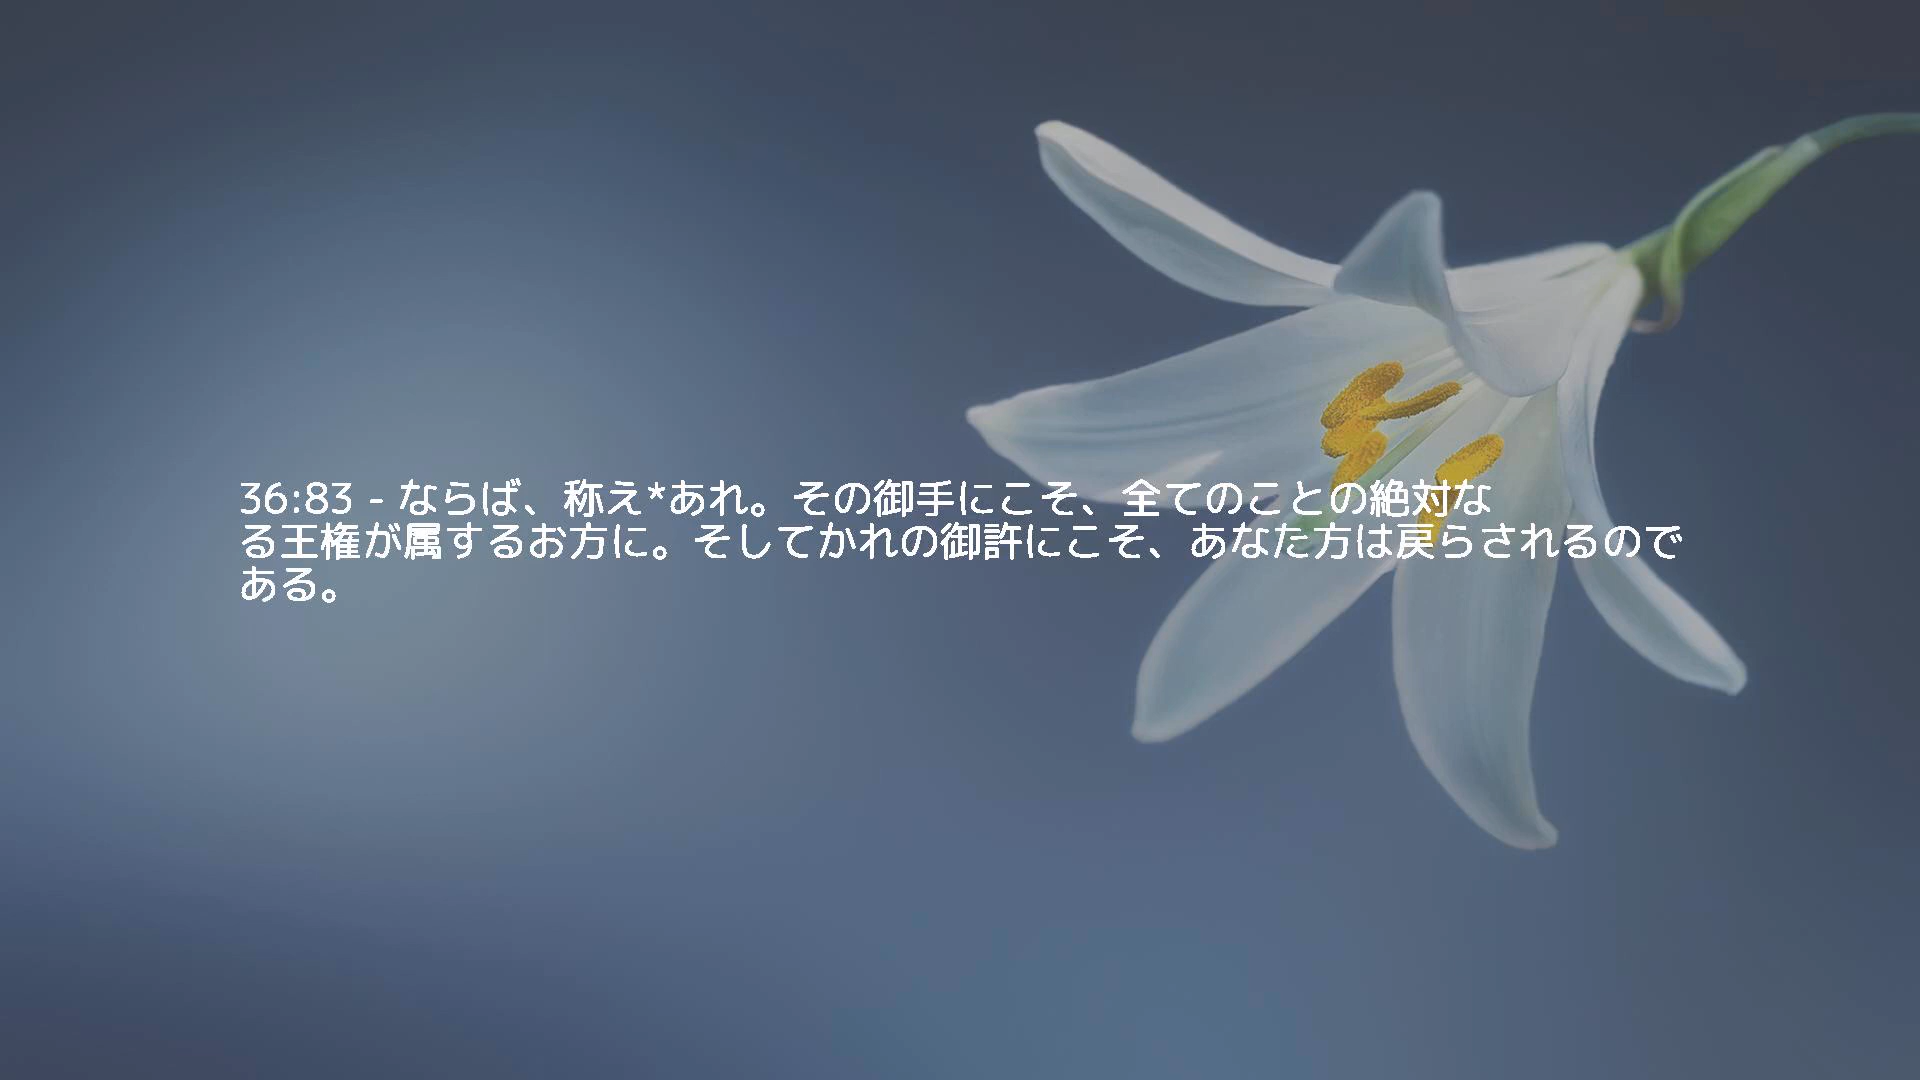 36:83 - ならば、称え*あれ。その御手にこそ、全てのことの絶対な
る王権が属するお方に。そしてかれの御許にこそ、あなた方は戻らされるので
ある。